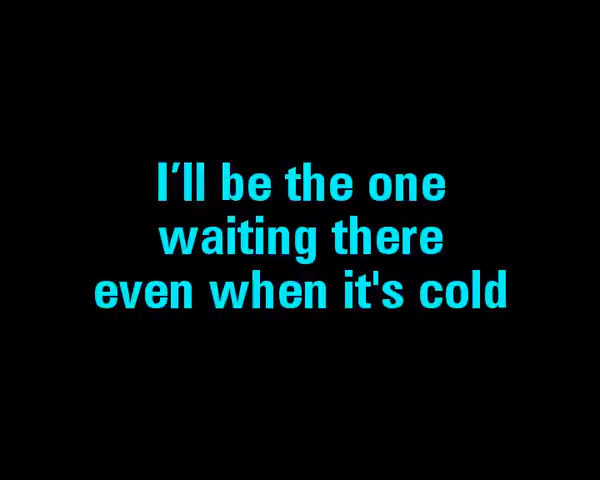 I’ll be the one
waiting there
even when it's cold